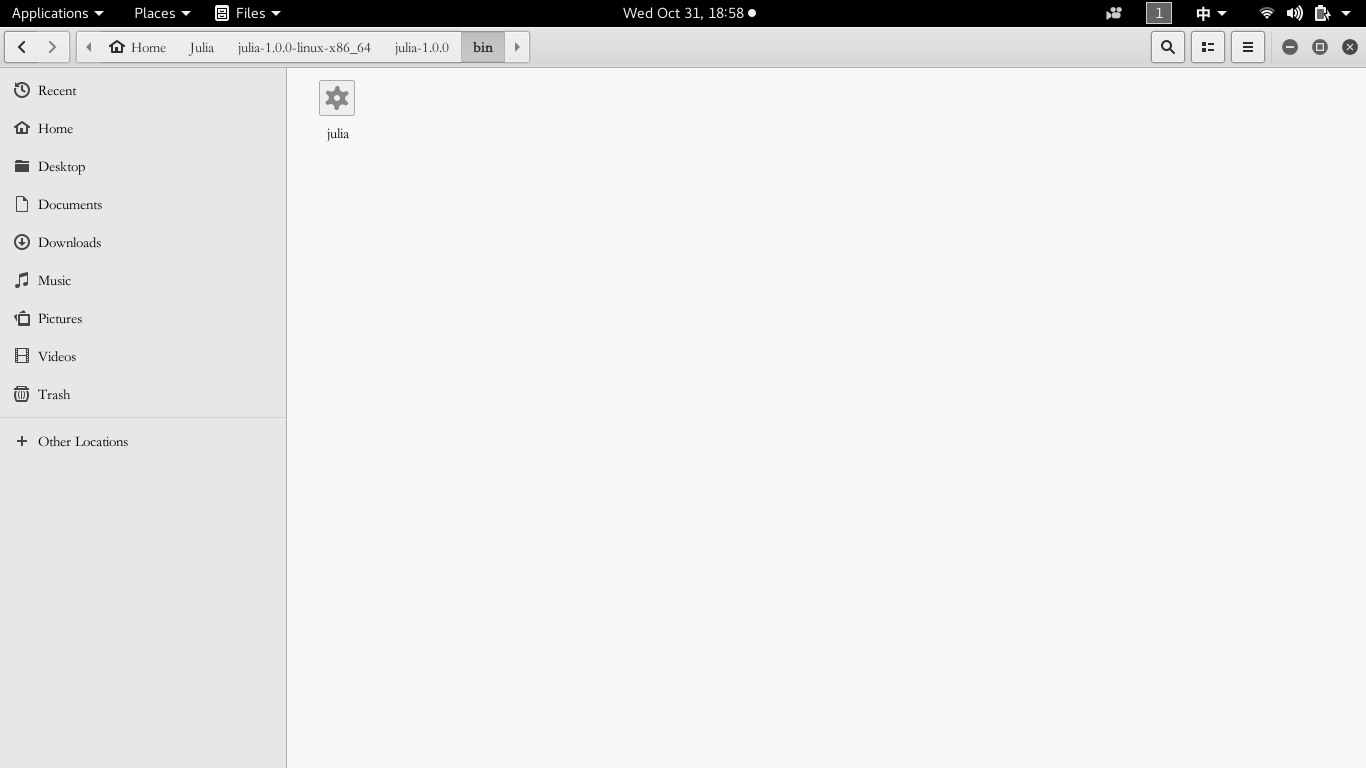 Applications Places Files Wed Oct 31, 18:58 1 中
Home Julia julia-1.0.0-linux-x86_64 julia-1.0.0 bin
Recent
Home
Desktop
Documents
Downloads
Music
Pictures
Videos
Trash
Other Locations
julia